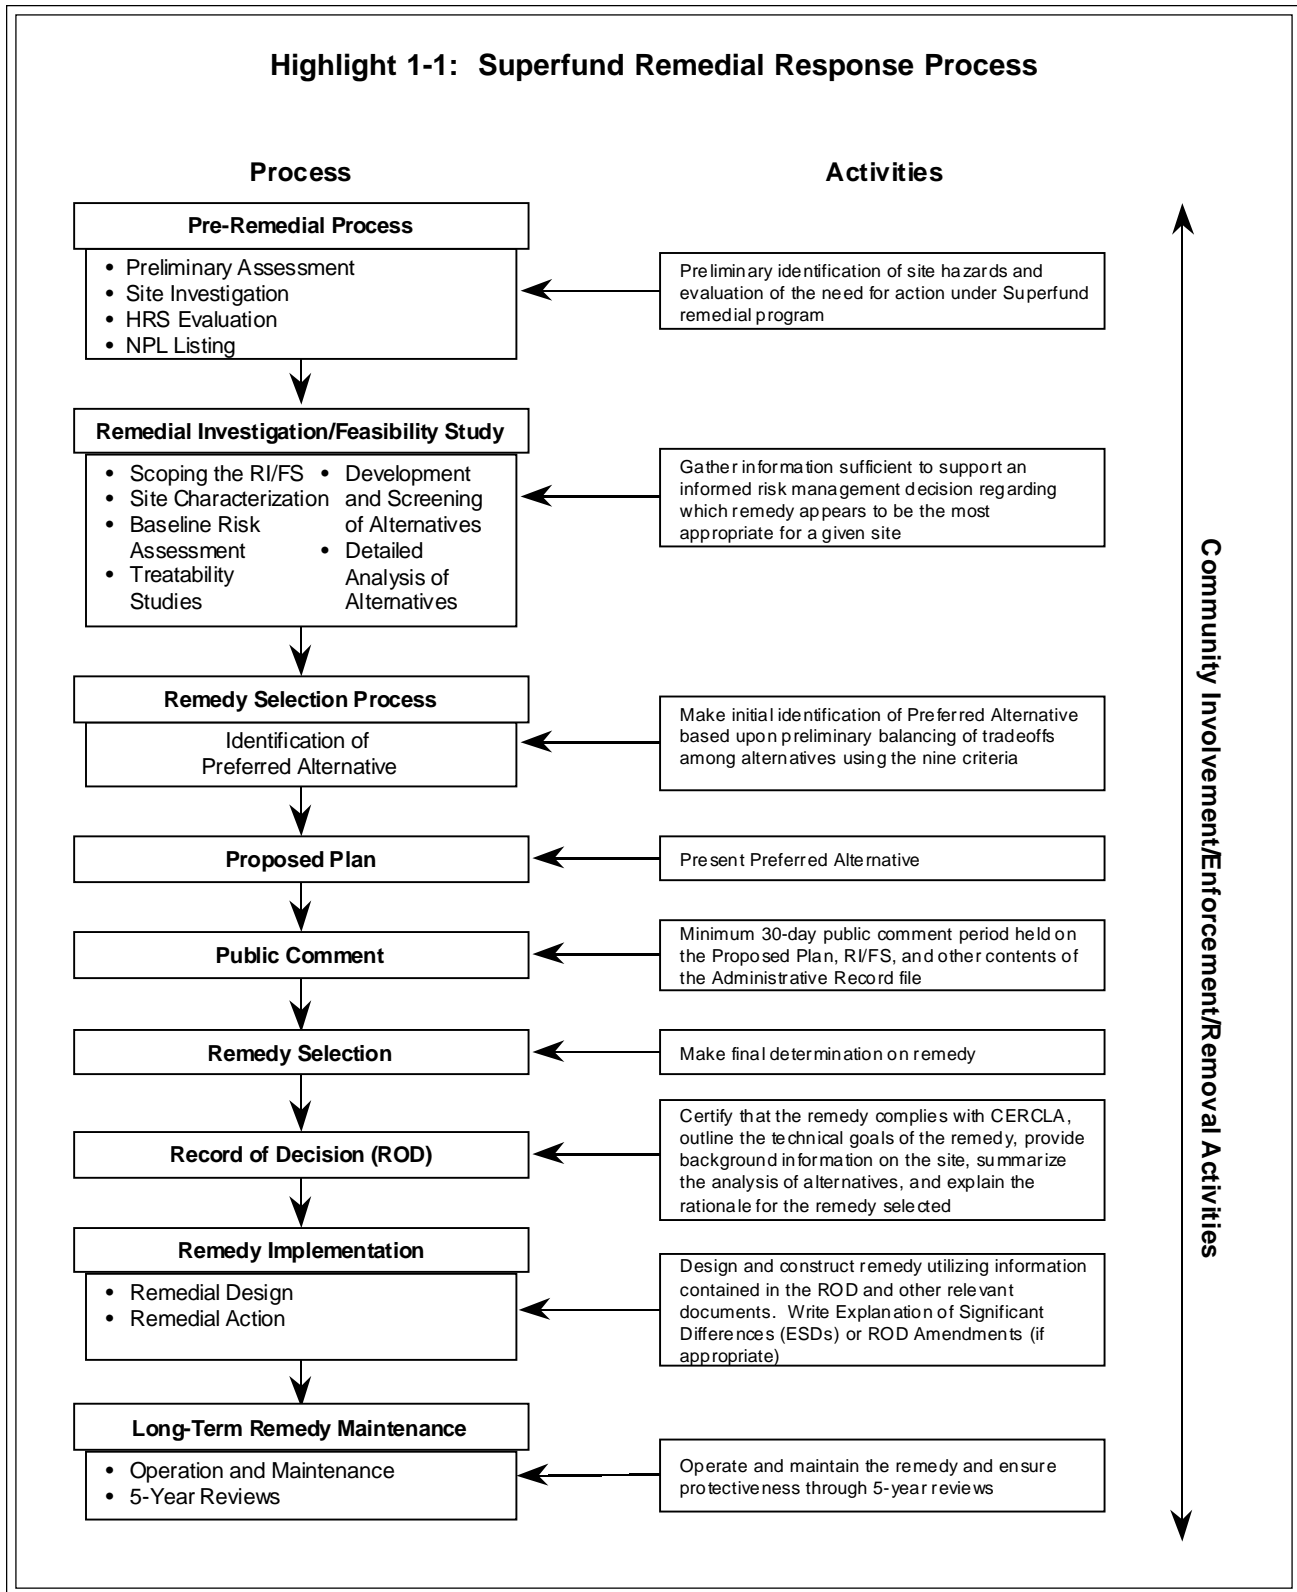 Highlight 1-1: Superfund Remedial Response Process
Process
Activities
Pre-Remedial Process
• Preliminary Assessment
• Site Investigation
• HRS Evaluation
• NPL Listing
Preliminary identification of site hazards and
evaluation of the need for action under Superfund
remedial program
Remedial Investigation/Feasibility Study
• Scoping the RI/FS
• Site Characterization
• Baseline Risk
Assessment
• Treatability
Studies
• Development
and Screening
of Alternatives
• Detailed
Analysis of
Alternatives
Gather information sufficient to support an
informed risk management decision regarding
which remedy appears to be the most
appropriate for a given site
Remedy Selection Process
Identification of
Preferred Alternative
Make initial identification of Preferred Alternative
based upon preliminary balancing of tradeoffs
among alternatives using the nine criteria
Proposed Plan
Present Preferred Alternative
Public Comment
Minimum 30-day public comment period held on
the Proposed Plan, RI/FS, and other contents of
the Administrative Record file
Remedy Selection
Make final determination on remedy
Record of Decision (ROD)
Certify that the remedy complies with CERCLA,
outline the technical goals of the remedy, provide
background information on the site, summarize
the analysis of alternatives, and explain the
rationale for the remedy selected
Remedy Implementation
• Remedial Design
• Remedial Action
Design and construct remedy utilizing information
contained in the ROD and other relevant
documents. Write Explanation of Significant
Differences (ESDs) or ROD Amendments (if
appropriate)
Long-Term Remedy Maintenance
• Operation and Maintenance
• 5-Year Reviews
Operate and maintain the remedy and ensure
protectiveness through 5-year reviews
Community Involvement/Enforcement/Removal Activities